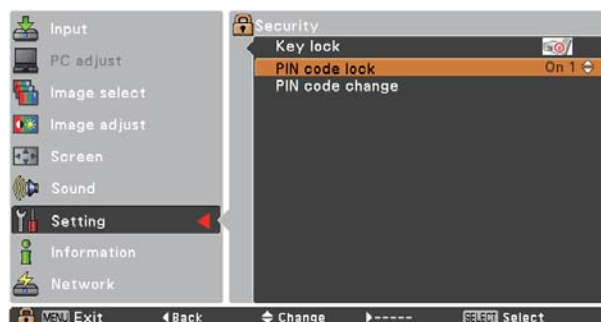 Input
PC adjust
Image select
Image adjust
Screen
Sound
Setting
Information
Network
Security
Key lock
PIN code lock On 1
PIN code change
MENU Exit Back Change ----- SELECT Select